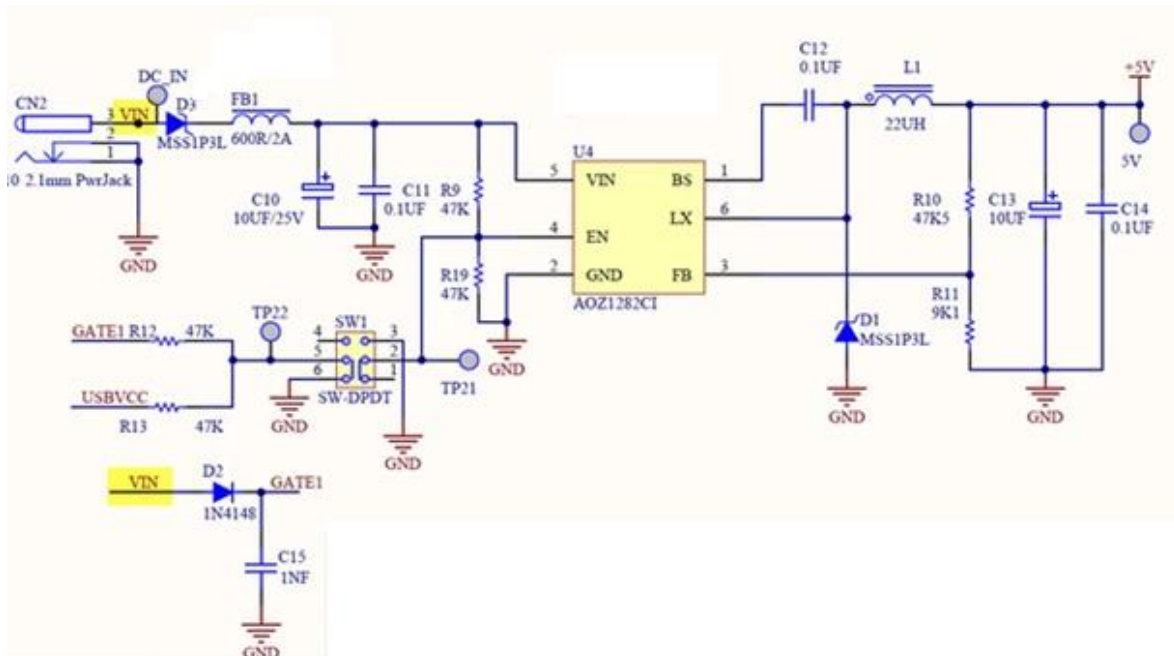 DC_IN
CN2
3
VIN
D3
MSS1P3L
FB1
600R/2A
2
1
2.1mm PwrJack
GND
C10
10UF/25V
C11
0.1UF
GND
R9
47K
R19
47K
GND
U4
5
VIN
BS
1
LX
6
4
EN
2
GND
FB
3
AOZ1282CI
C12
0.1UF
L1
22UH
+5V
5V
R10
47K5
C13
10UF
C14
0.1UF
R11
9K1
D1
MSS1P3L
GND
GND
GATE1
R12
47K
TP22
SW1
4
3
5
2
6
1
SW-DPDT
TP21
USBVCC
R13
47K
GND
GND
VIN
D2
1N4148
GATE1
C15
1NF
GND